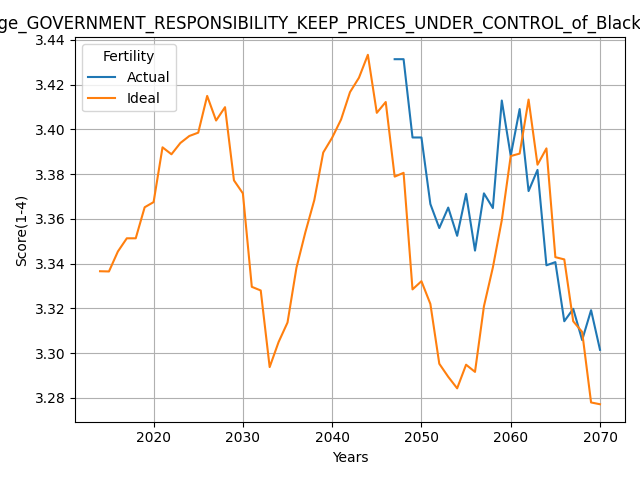 ge_GOVERNMENT_RESPONSIBILITY_KEEP_PRICES_UNDER_CONTROL_of_Black
Fertility
Actual
Ideal
Score(1-4)
3.44
3.42
3.40
3.38
3.36
3.34
3.32
3.30
3.28
2020 2030 2040 2050 2060 2070
Years